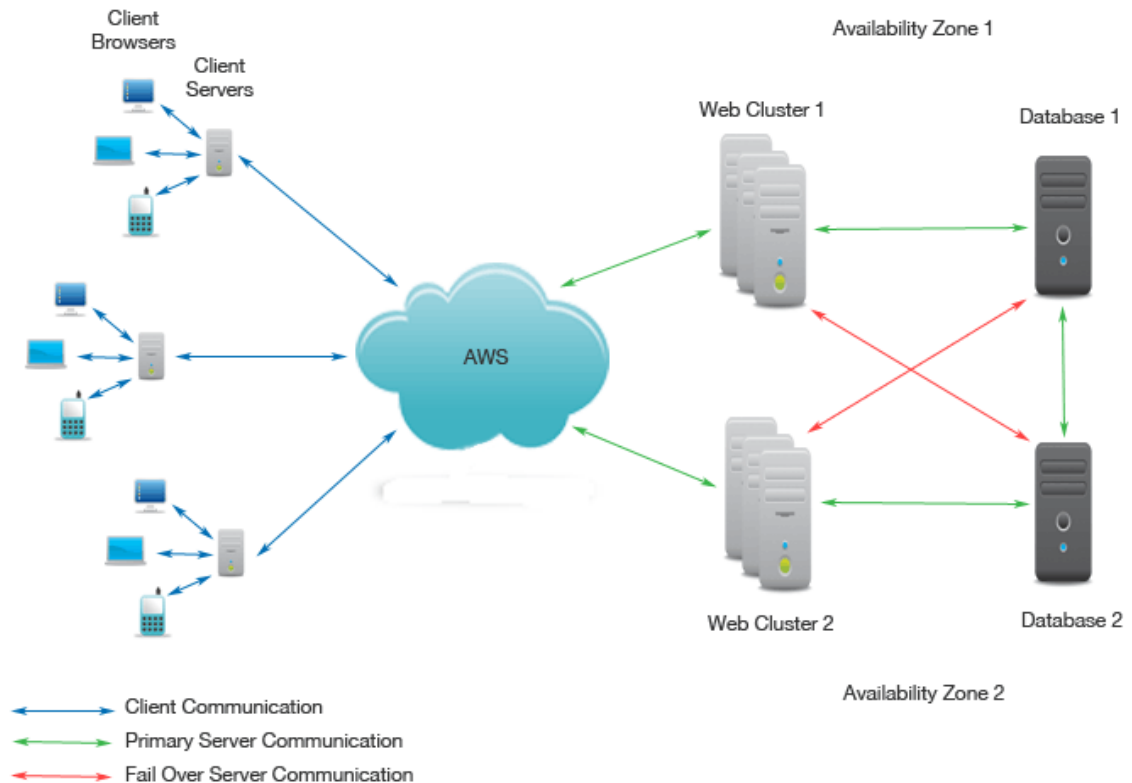 Client
Browsers
Client
Servers
Availability Zone 1
Web Cluster 1
Database 1
AWS
Web Cluster 2
Database 2
Availability Zone 2
Client Communication
Primary Server Communication
Fail Over Server Communication